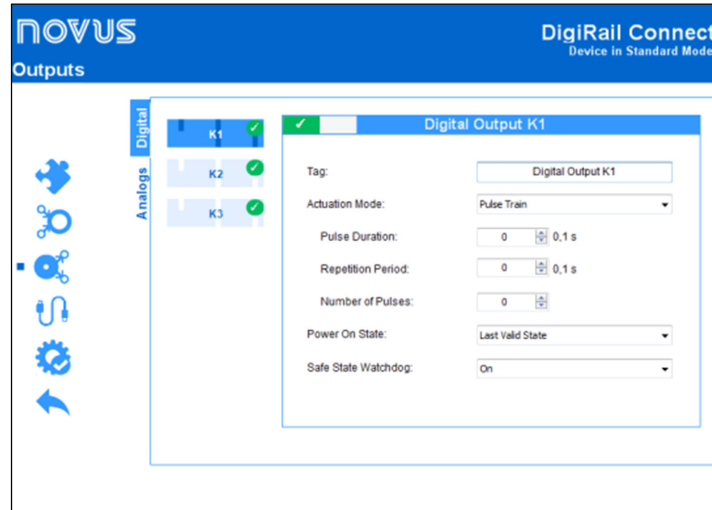 NOVUS
DigiRail Connect
Device in Standard Mode
Outputs
Digital
Analogs
K1
K2
K3
Digital Output K1
Tag: Digital Output K1
Actuation Mode: Pulse Train
Pulse Duration: 0 0,1 s
Repetition Period: 0 0,1 s
Number of Pulses: 0
Power On State: Last Valid State
Safe State Watchdog: On